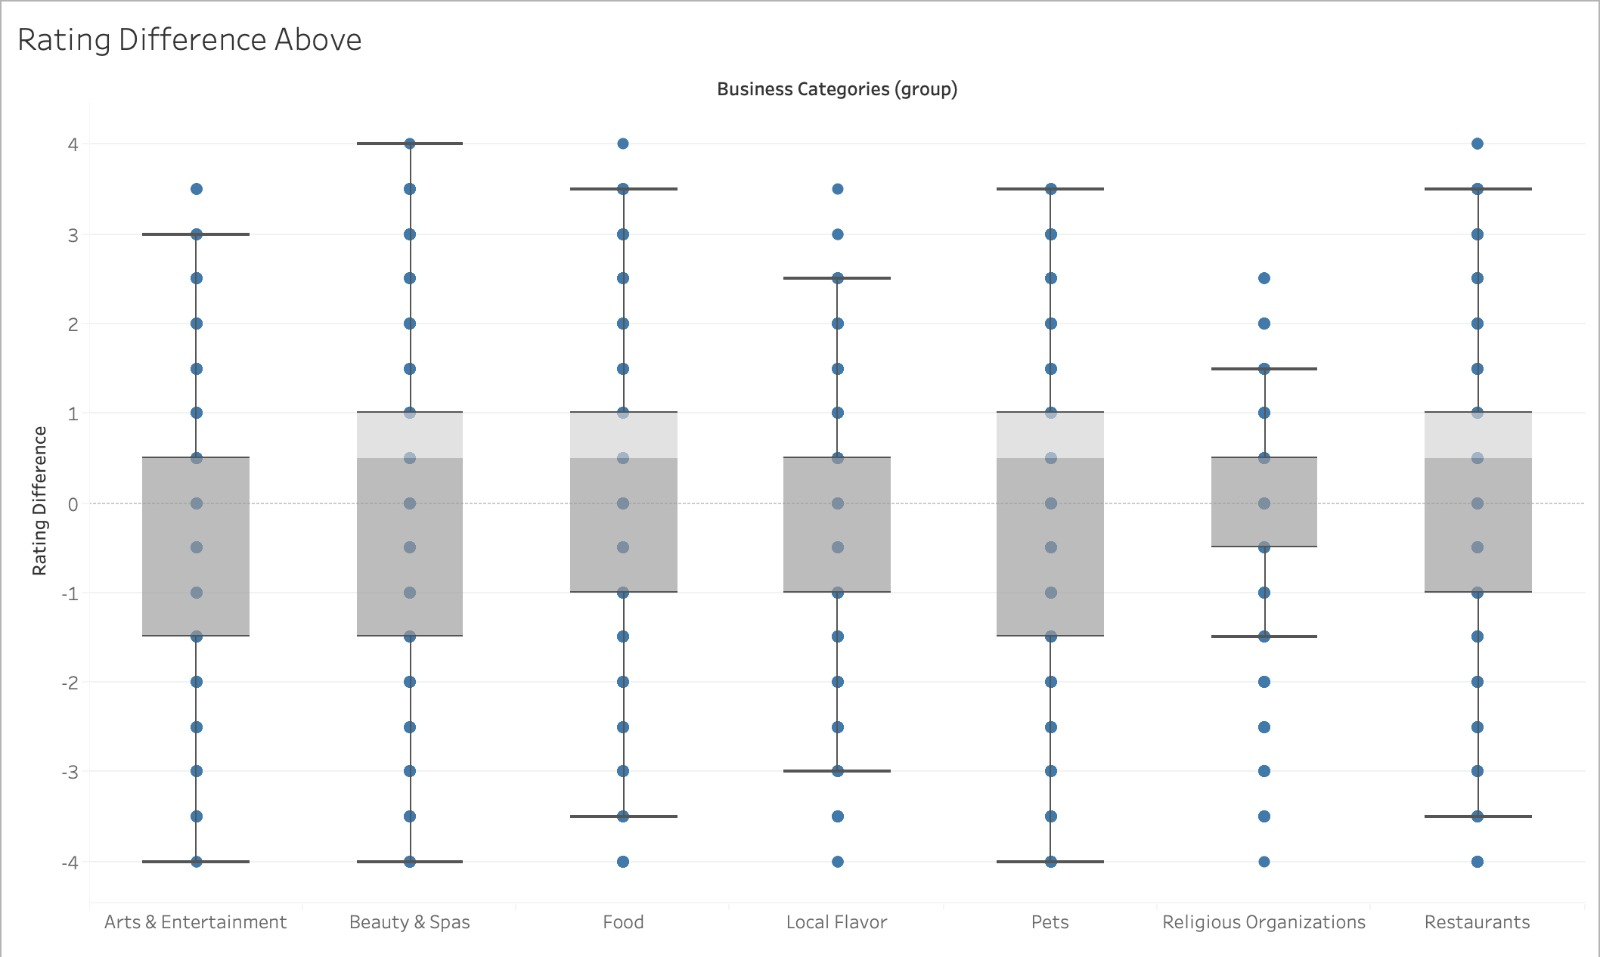 Rating Difference Above
Business Categories (group)
Rating Difference
4
3
2
1
0
-1
-2
-3
-4
Arts & Entertainment
Beauty & Spas
Food
Local Flavor
Pets
Religious Organizations
Restaurants